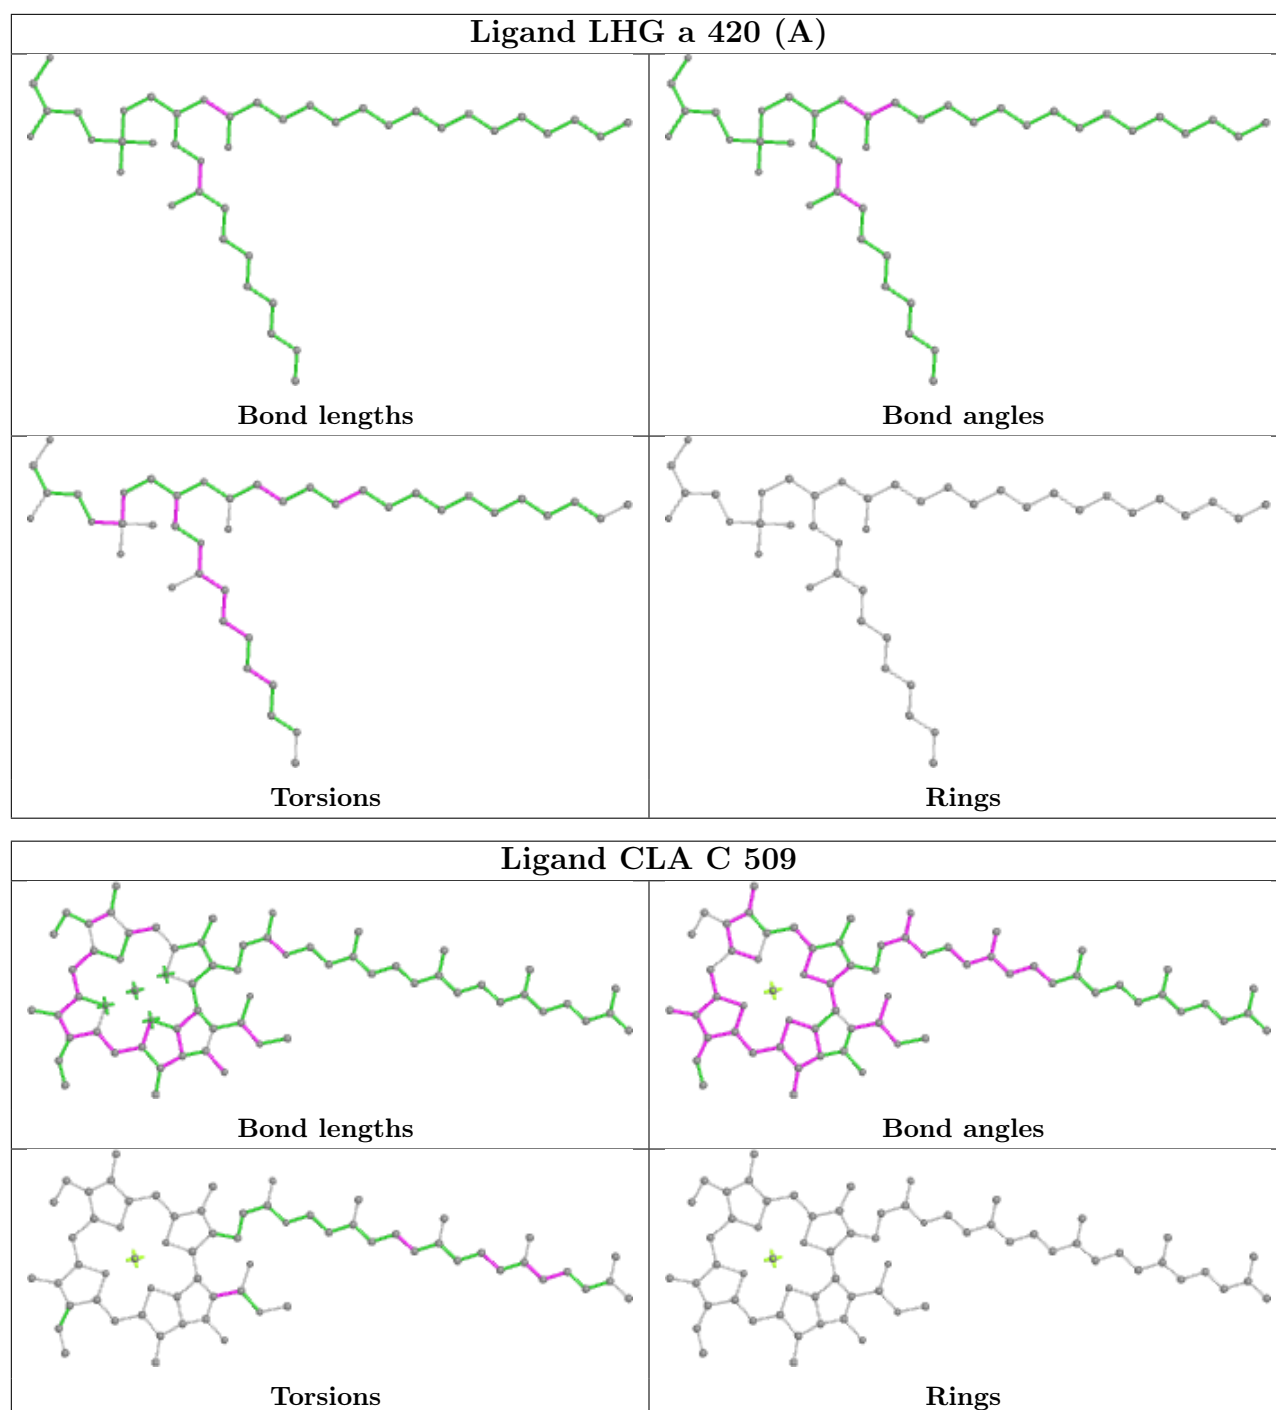 Ligand LHG a 420 (A)
Bond lengths
Bond angles
Torsions
Rings
Ligand CLA C 509
Bond lengths
Bond angles
Torsions
Rings